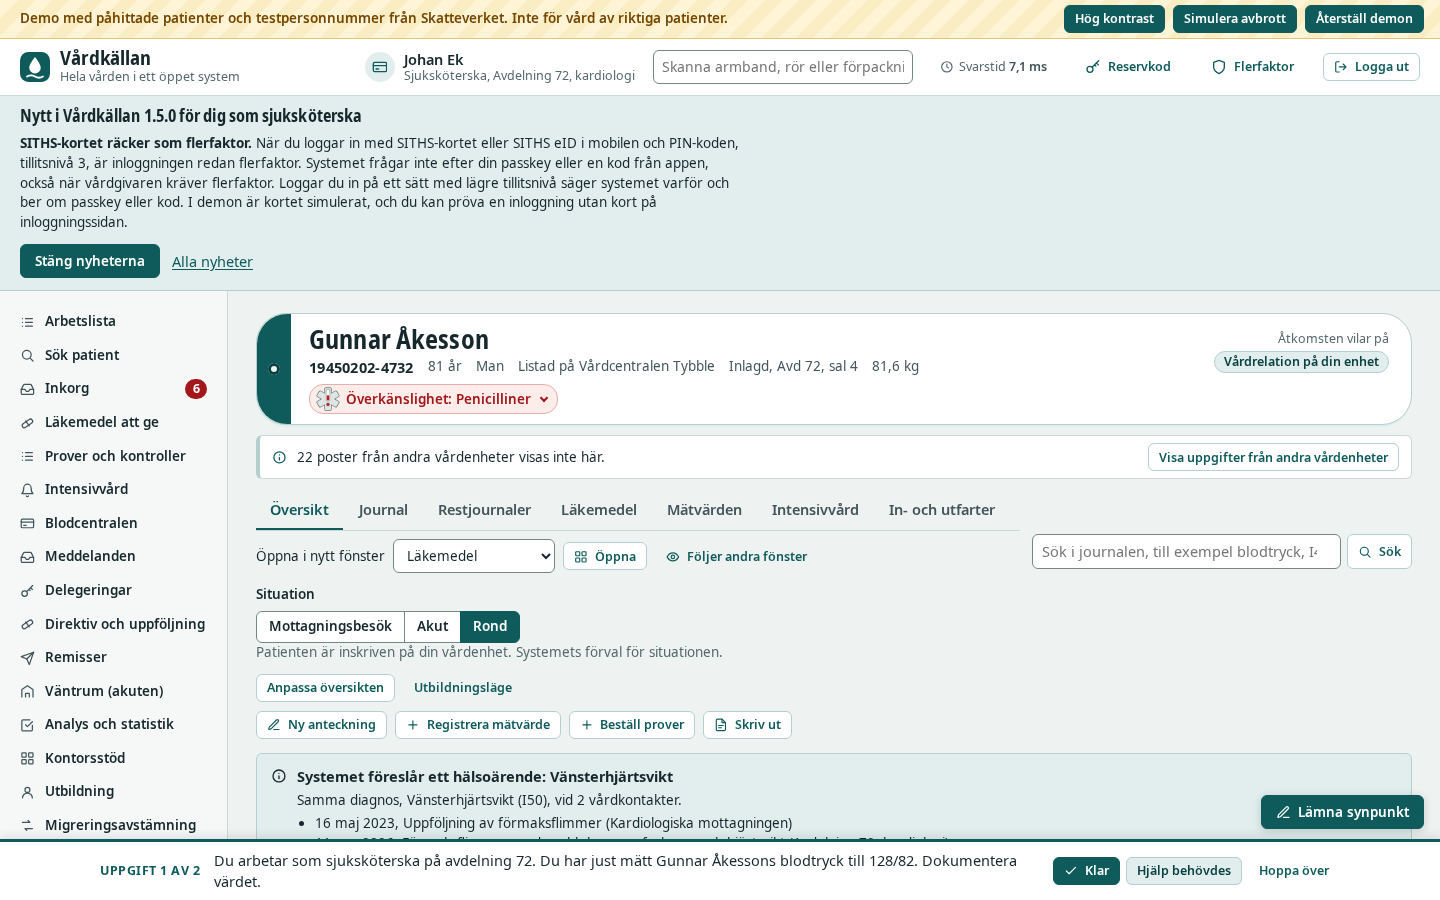 Demo med påhittade patienter och testpersonnummer från Skatteverket. Inte för vård av riktiga patienter.
Hög kontrast
Simulera avbrott
Återställ demon
Vårdkällan
Hela vården i ett öppet system
Johan Ek
Sjuksköterska, Avdelning 72, kardiologi
Skanna armband, rör eller förpackni
Svarstid 7,1 ms
Reservkod
Flerfaktor
Logga ut
Nytt i Vårdkällan 1.5.0 för dig som sjuksköterska
SITHS-kortet räcker som flerfaktor. När du loggar in med SITHS-kortet eller SITHS eID i mobilen och PIN-koden,
tillitsnivå 3, är inloggningen redan flerfaktor. Systemet frågar inte efter din passkey eller en kod från appen,
också när vårdgivaren kräver flerfaktor. Loggar du in på ett sätt med lägre tillitsnivå säger systemet varför och
ber om passkey eller kod. I demon är kortet simulerat, och du kan pröva en inloggning utan kort på
inloggningssidan.
Stäng nyheterna
Alla nyheter
Arbetslista
Sök patient
Inkorg
6
Läkemedel att ge
Prover och kontroller
Intensivvård
Blodcentralen
Meddelanden
Delegeringar
Direktiv och uppföljning
Remisser
Väntrum (akuten)
Analys och statistik
Kontorsstöd
Utbildning
Migreringsavstämning
Gunnar Åkesson
19450202-4732 81 år Man Listad på Vårdcentralen Tybble Inlagd, Avd 72, sal 4 81,6 kg
Överkänslighet: Penicilliner
Åtkomsten vilar på
Vårdrelation på din enhet
22 poster från andra vårdenheter visas inte här.
Visa uppgifter från andra vårdenheter
Översikt
Journal
Restjournaler
Läkemedel
Mätvärden
Intensivvård
In- och utfarter
Öppna i nytt fönster
Läkemedel
Öppna
Följer andra fönster
Sök i journalen, till exempel blodtryck, I4
Sök
Situation
Mottagningsbesök
Akut
Rond
Patienten är inskriven på din vårdenhet. Systemets förval för situationen.
Anpassa översikten
Utbildningsläge
Ny anteckning
Registrera mätvärde
Beställ prover
Skriv ut
Systemet föreslår ett hälsoärende: Vänsterhjärtsvikt
Samma diagnos, Vänsterhjärtsvikt (I50), vid 2 vårdkontakter.
16 maj 2023, Uppföljning av förmaksflimmer (Kardiologiska mottagningen)
Lämna synpunkt
UPPGIFT 1 AV 2
Du arbetar som sjuksköterska på avdelning 72. Du har just mätt Gunnar Åkessons blodtryck till 128/82. Dokumentera
värdet.
Klar
Hjälp behövdes
Hoppa över